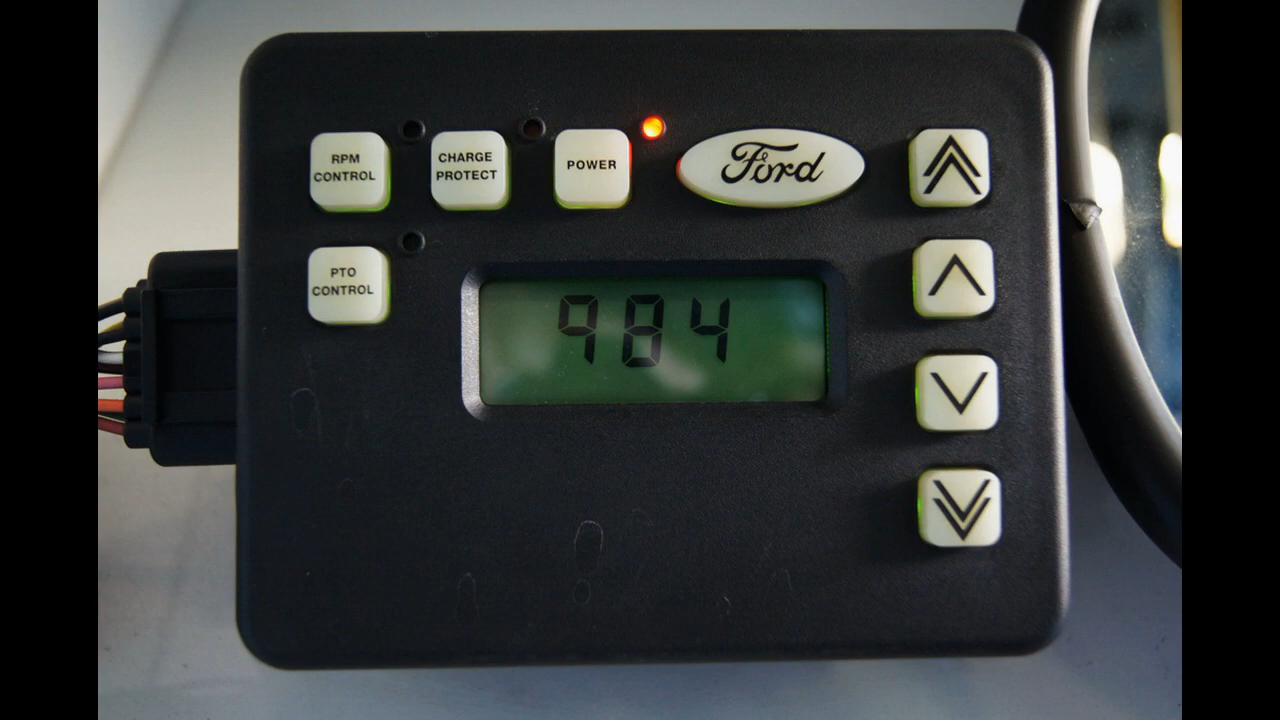 RPM
CONTROL
CHARGE
PROTECT
POWER
Ford
PTO
CONTROL
984